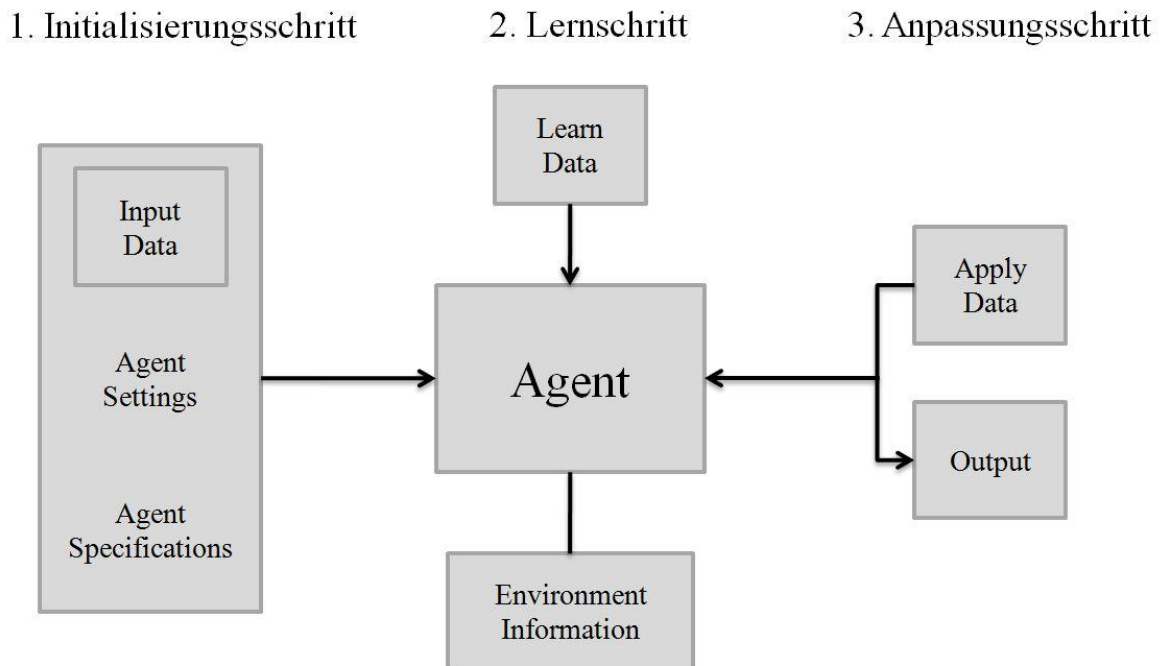 1. Initialisierungsschritt
2. Lernschritt
3. Anpassungsschritt
Input
Data
Agent
Settings
Agent
Specifications
Learn
Data
Agent
Environment
Information
Apply
Data
Output